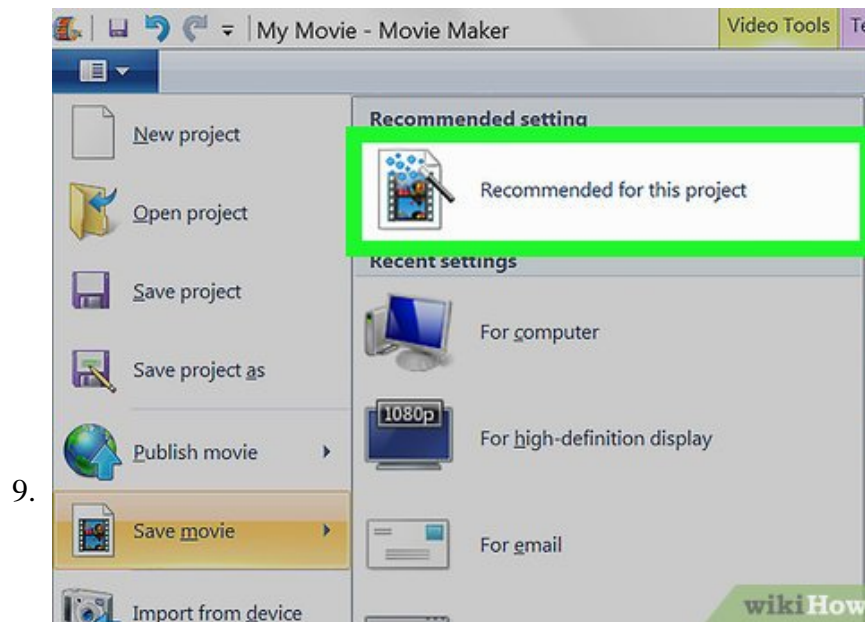 My Movie - Movie Maker
Video Tools
New project
Open project
Save project
Save project as
Publish movie
9.
Save movie
Import from device
Recommended setting
Recommended for this project
Recent settings
For computer
1080p
For high-definition display
For email
wikiHow